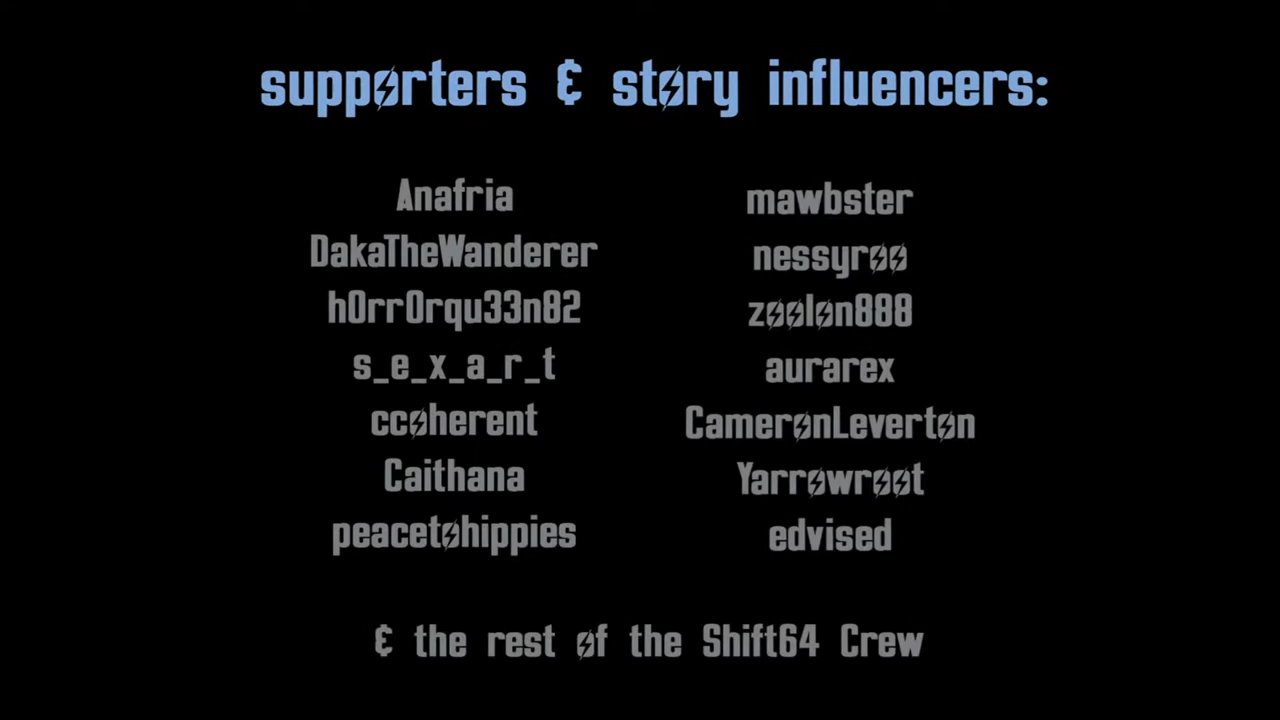 supporters & story influencers:
Anafria
DakaTheWanderer
h0rr0rqu33n82
s_e_x_a_r_t
ccoherent
Caithana
peacetohippies
mawbster
nessyroo
zoolon888
aurarex
CameronLeverton
Yarrowroot
edvised
& the rest of the Shift64 Crew